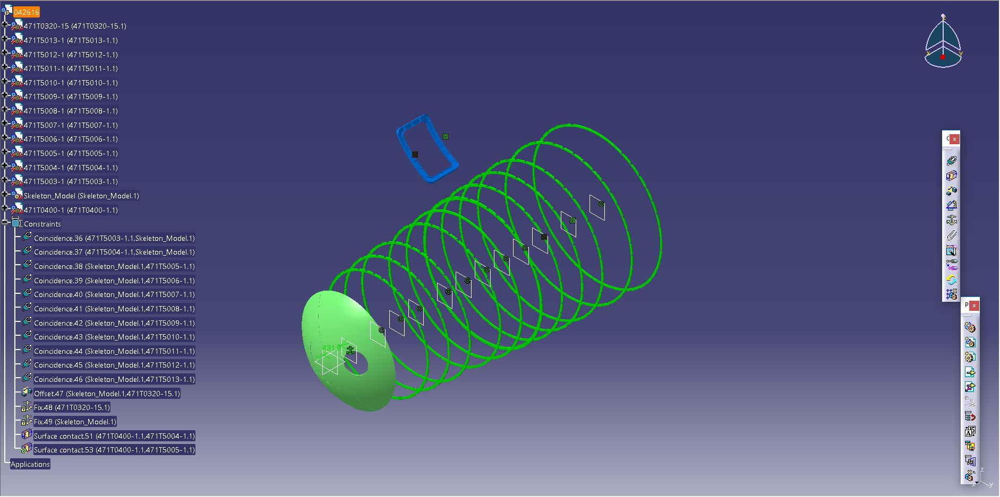 042616
471T0320-15 (471T0320-15.1)
471T5013-1 (471T5013-1.1)
471T5012-1 (471T5012-1.1)
471T5011-1 (471T5011-1.1)
471T5010-1 (471T5010-1.1)
471T5009-1 (471T5009-1.1)
471T5008-1 (471T5008-1.1)
471T5007-1 (471T5007-1.1)
471T5006-1 (471T5006-1.1)
471T5005-1 (471T5005-1.1)
471T5004-1 (471T5004-1.1)
471T5003-1 (471T5003-1.1)
Skeleton_Model (Skeleton_Model.1)
471T0400-1 (471T0400-1.1)
Constraints
Coincidence.36 (471T5003-1.1,Skeleton_Model.1)
Coincidence.37 (471T5004-1.1,Skeleton_Model.1)
Coincidence.38 (Skeleton_Model.1,471T5005-1.1)
Coincidence.39 (Skeleton_Model.1,471T5006-1.1)
Coincidence.40 (Skeleton_Model.1,471T5007-1.1)
Coincidence.41 (Skeleton_Model.1,471T5008-1.1)
Coincidence.42 (Skeleton_Model.1,471T5009-1.1)
Coincidence.43 (Skeleton_Model.1,471T5010-1.1)
Coincidence.44 (Skeleton_Model.1,471T5011-1.1)
Coincidence.45 (Skeleton_Model.1,471T5012-1.1)
Coincidence.46 (Skeleton_Model.1,471T5013-1.1)
Offset.47 (Skeleton_Model.1,471T0320-15.1)
Fix.48 (471T0320-15.1)
Fix.49 (Skeleton_Model.1)
Surface contact.51 (471T0400-1.1,471T5004-1.1)
Surface contact.53 (471T0400-1.1,471T5005-1.1)
Applications
z
x
y
P
z
x
y